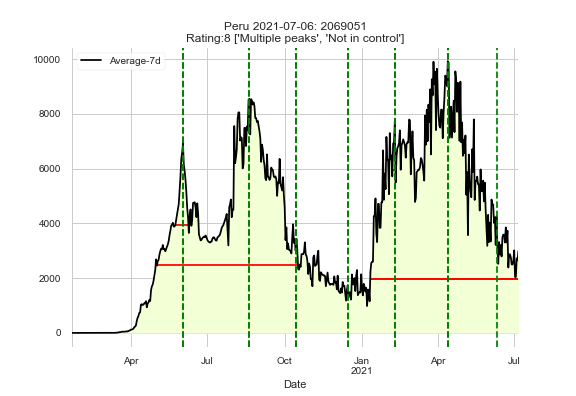 Peru 2021-07-06: 2069051
Rating:8 ['Multiple peaks', 'Not in control']
Average-7d
10000
8000
6000
4000
2000
0
Apr Jul Oct Jan Apr Jul
2021
Date